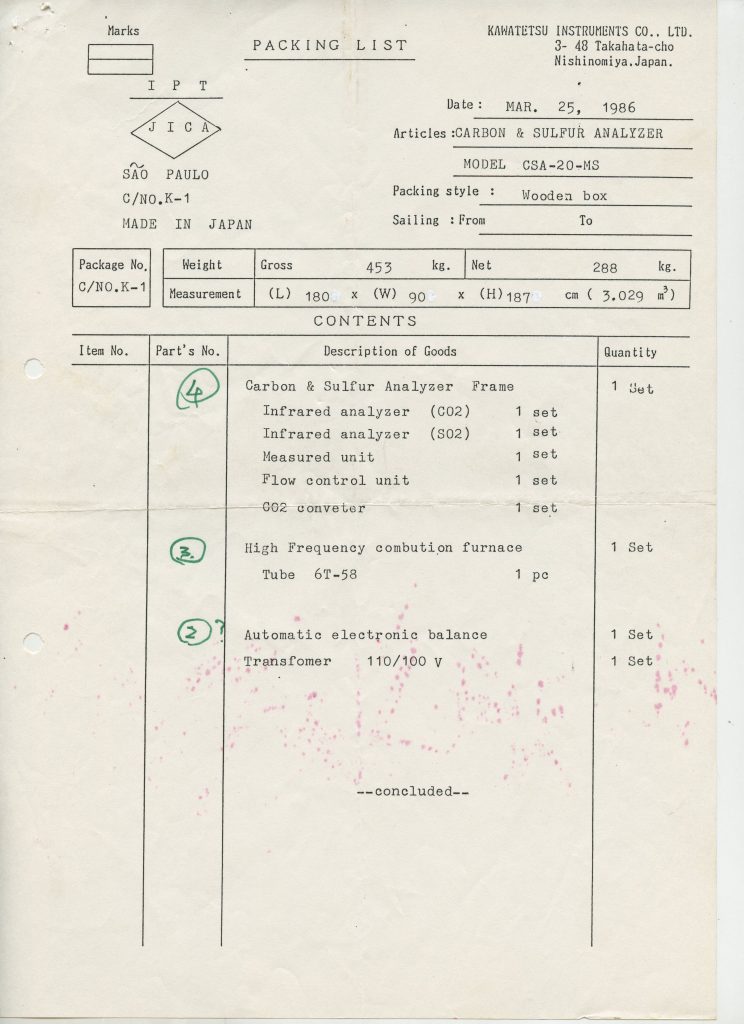 Marks
PACKING LIST
KAWATETSU INSTRUMENTS CO., LTD.
3- 48 Takahata-cho
Nishinomiya, Japan.
I P T
JICA
SÃO PAULO
C/NO.K-1
MADE IN JAPAN
Date : MAR. 25, 1986
Articles : CARBON & SULFUR ANALYZER
MODEL CSA-20-MS
Packing style : Wooden box
Sailing : From To
Package No. Weight Gross 453 kg. Net 288 kg.
C/NO.K-1 Measurement (L) 180 x (W) 90 x (H) 187 cm ( 3.029 m³)
CONTENTS
Item No. Part's No. Description of Goods Quantity
4 Carbon & Sulfur Analyzer Frame 1 Set
Infrared analyzer (CO2) 1 set
Infrared analyzer (SO2) 1 set
Measured unit 1 set
Flow control unit 1 set
CO2 conveter 1 set
3. High Frequency combution furnace 1 Set
Tube 6T-58 1 pc
2 ? Automatic electronic balance 1 Set
Transfomer 110/100 V 1 Set
--concluded--